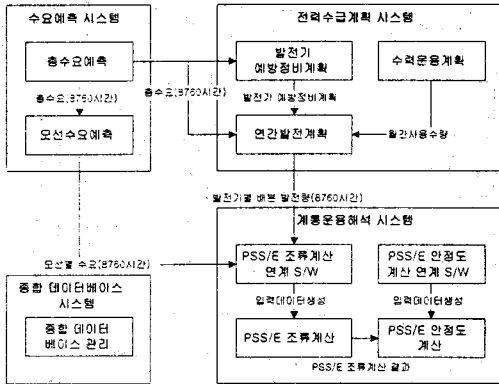 수요예측 시스템
총수요예측
총수요(8760시간)
모선수요예측
총수요(8760시간)
전력수급계획 시스템
발전기
예방정비계획
수력운용계획
발전기 예방정비계획
연간발전계획
월간사용수량
발전기별 배분 발전량(8760시간)
계통운용해석 시스템
모선별 수요(8760시간)
PSS/E 조류계산
연계 S/W
PSS/E 안정도
계산 연계 S/W
입력데이터생성
입력데이터생성
PSS/E 조류계산
PSS/E 안정도
계산
PSS/E 조류계산 결과
종합 데이터베이스
시스템
종합 데이터
베이스 관리